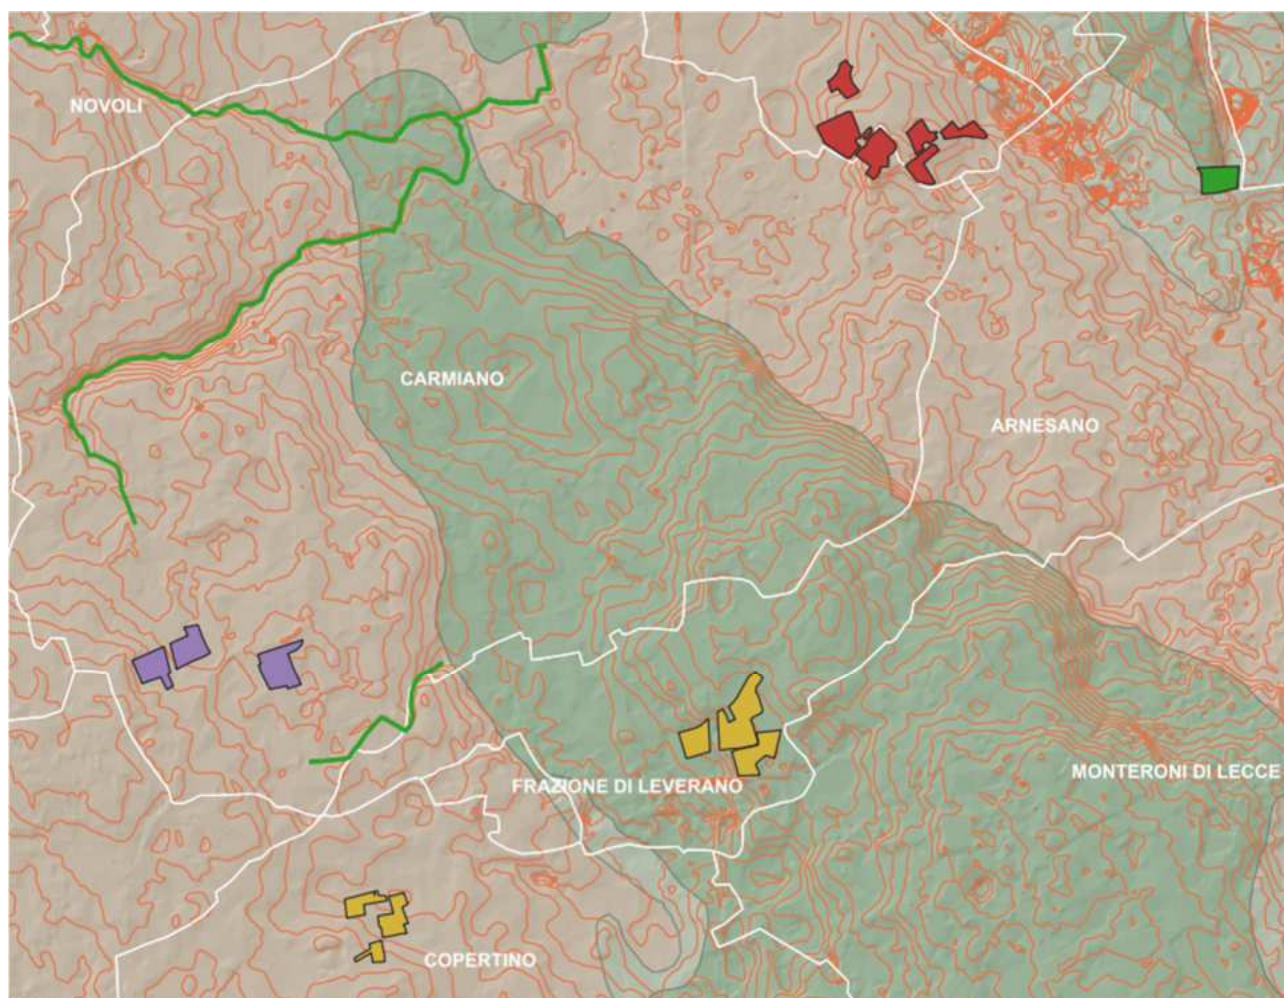 NOVOLI
CARMIANO
ARNESANO
MONTERONI DI LECCE
FRAZIONE DI LEVERANO
COPERTINO